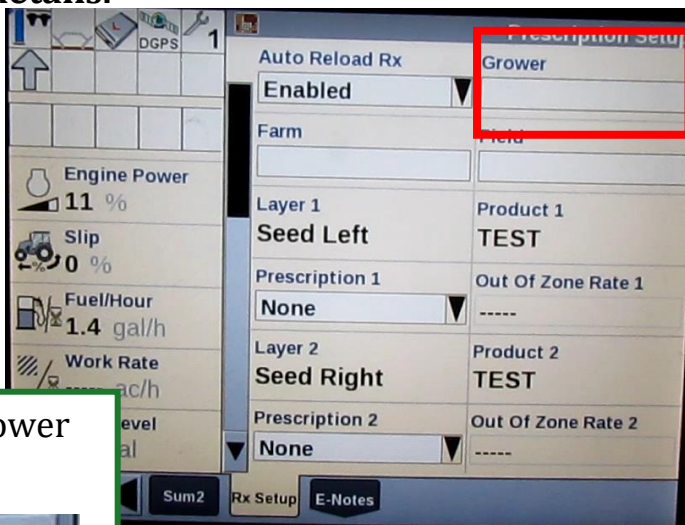 DGPS
1
Prescription Setup
Auto Reload Rx
Grower
Enabled
Farm
Field
Engine Power
11 %
Layer 1
Product 1
Seed Left
TEST
Slip
0 %
Prescription 1
Out Of Zone Rate 1
None
-----
Fuel/Hour
1.4 gal/h
Layer 2
Product 2
Seed Right
TEST
Work Rate
----- ac/h
Prescription 2
Out Of Zone Rate 2
None
-----
Sum2
Rx Setup
E-Notes